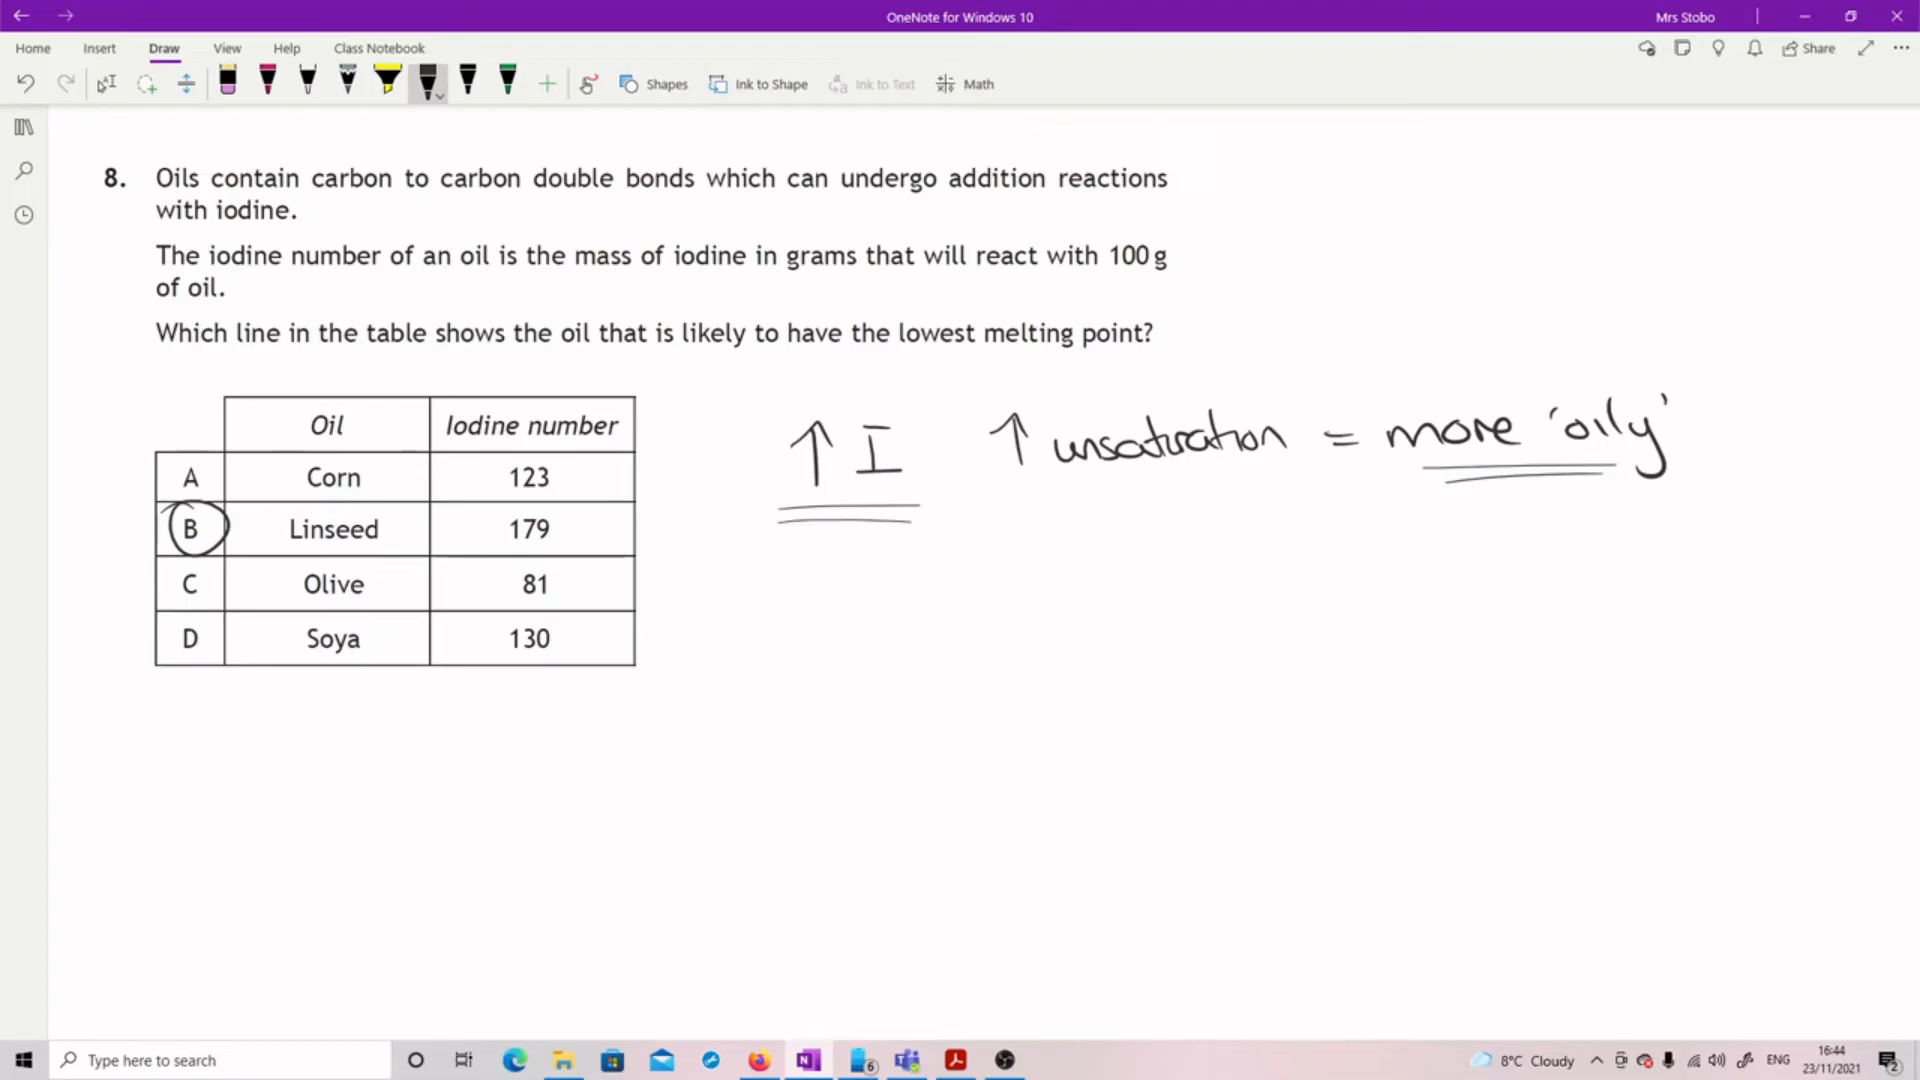 OneNote for Windows 10
Mrs Stobo
Home Insert Draw View Help Class Notebook
Share
Shapes Ink to Shape Ink to Text Math
8. Oils contain carbon to carbon double bonds which can undergo addition reactions
with iodine.
The iodine number of an oil is the mass of iodine in grams that will react with 100 g
of oil.
Which line in the table shows the oil that is likely to have the lowest melting point?
Oil Iodine number
A Corn 123
B Linseed 179
C Olive 81
D Soya 130
↑ I ↑ unsaturation = more 'oily'
Type here to search
6
8°C Cloudy
ENG
16:44
23/11/2021
2